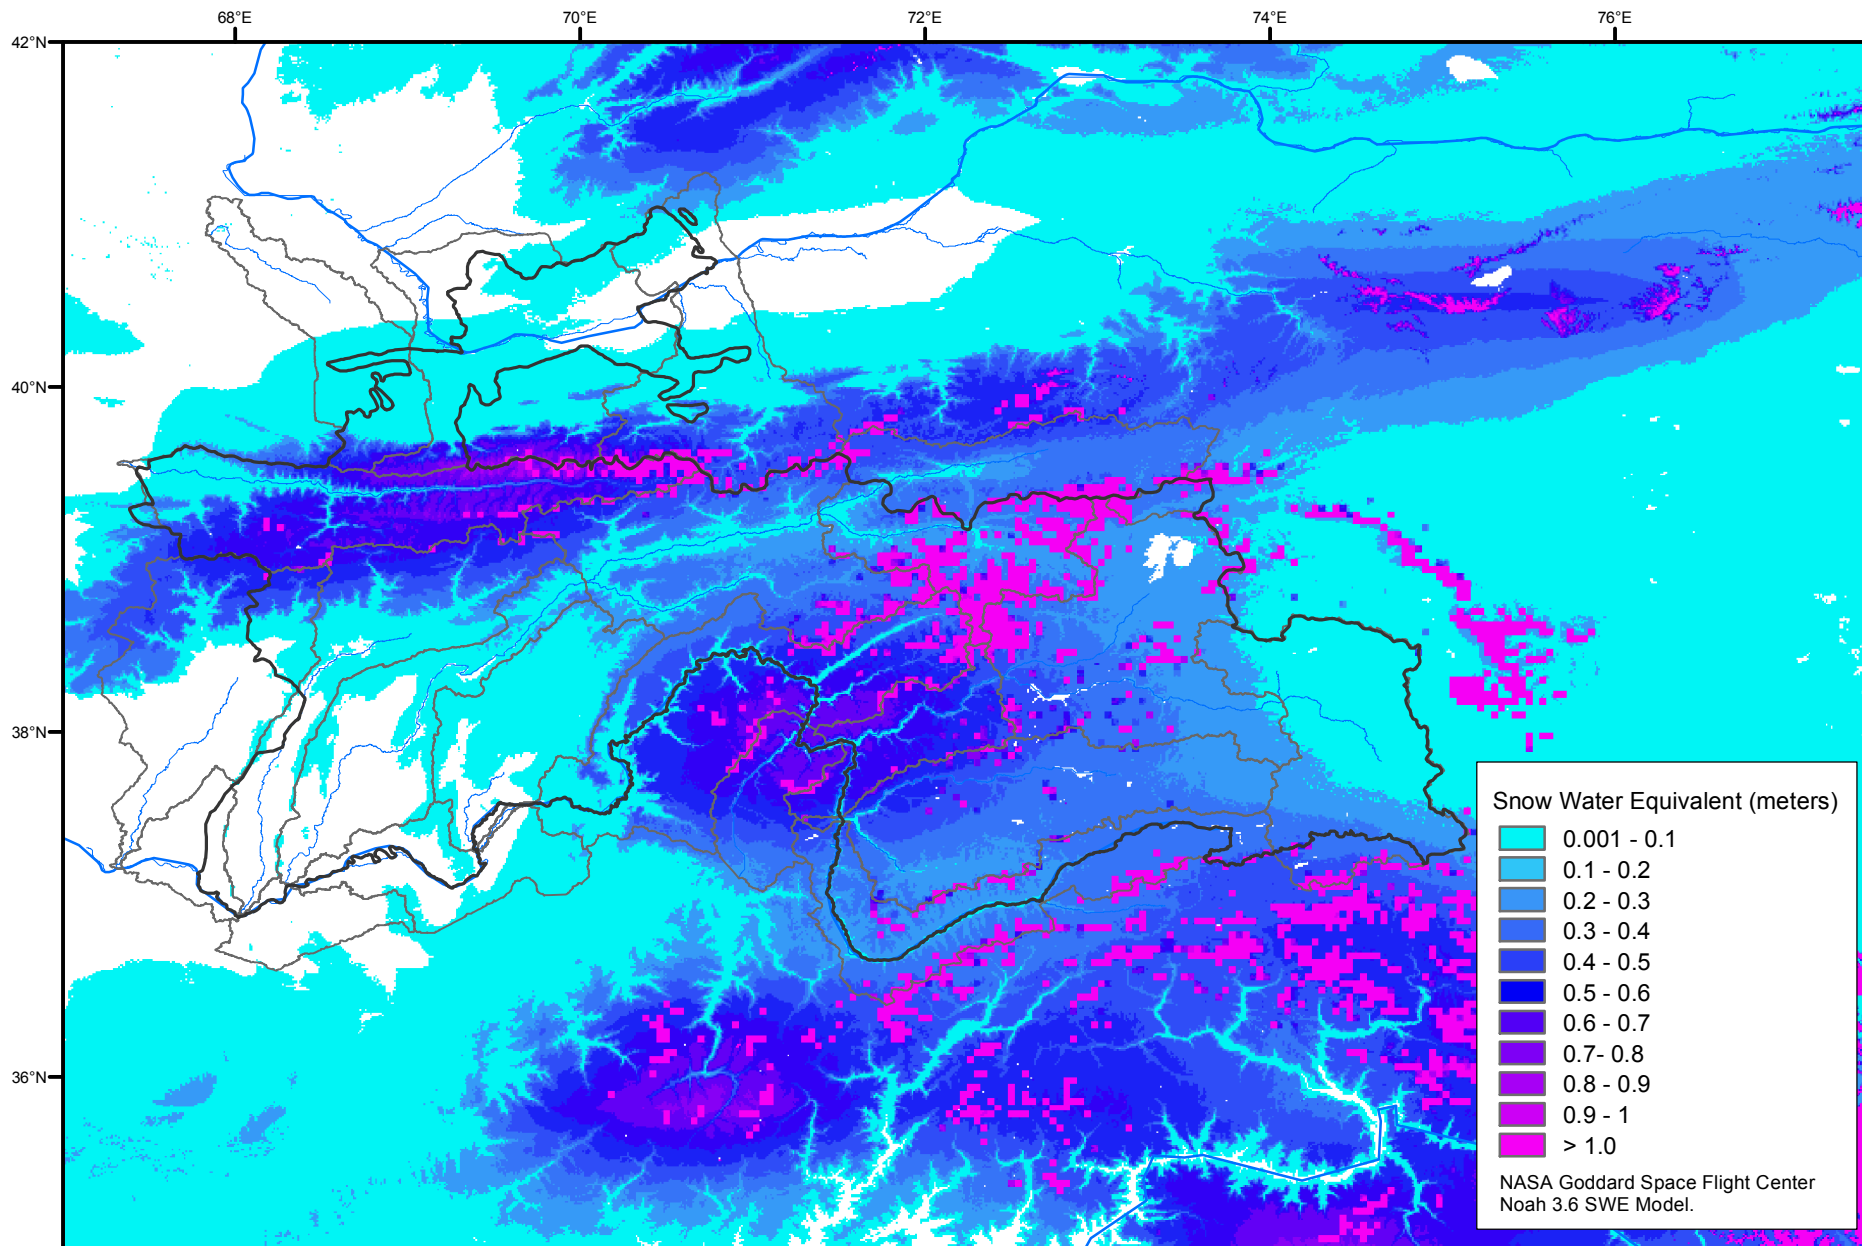 68°E 70°E 72°E 74°E 76°E
42°N
40°N
38°N
36°N
Snow Water Equivalent (meters)
0.001 - 0.1
0.1 - 0.2
0.2 - 0.3
0.3 - 0.4
0.4 - 0.5
0.5 - 0.6
0.6 - 0.7
0.7- 0.8
0.8 - 0.9
0.9 - 1
> 1.0
NASA Goddard Space Flight Center
Noah 3.6 SWE Model.